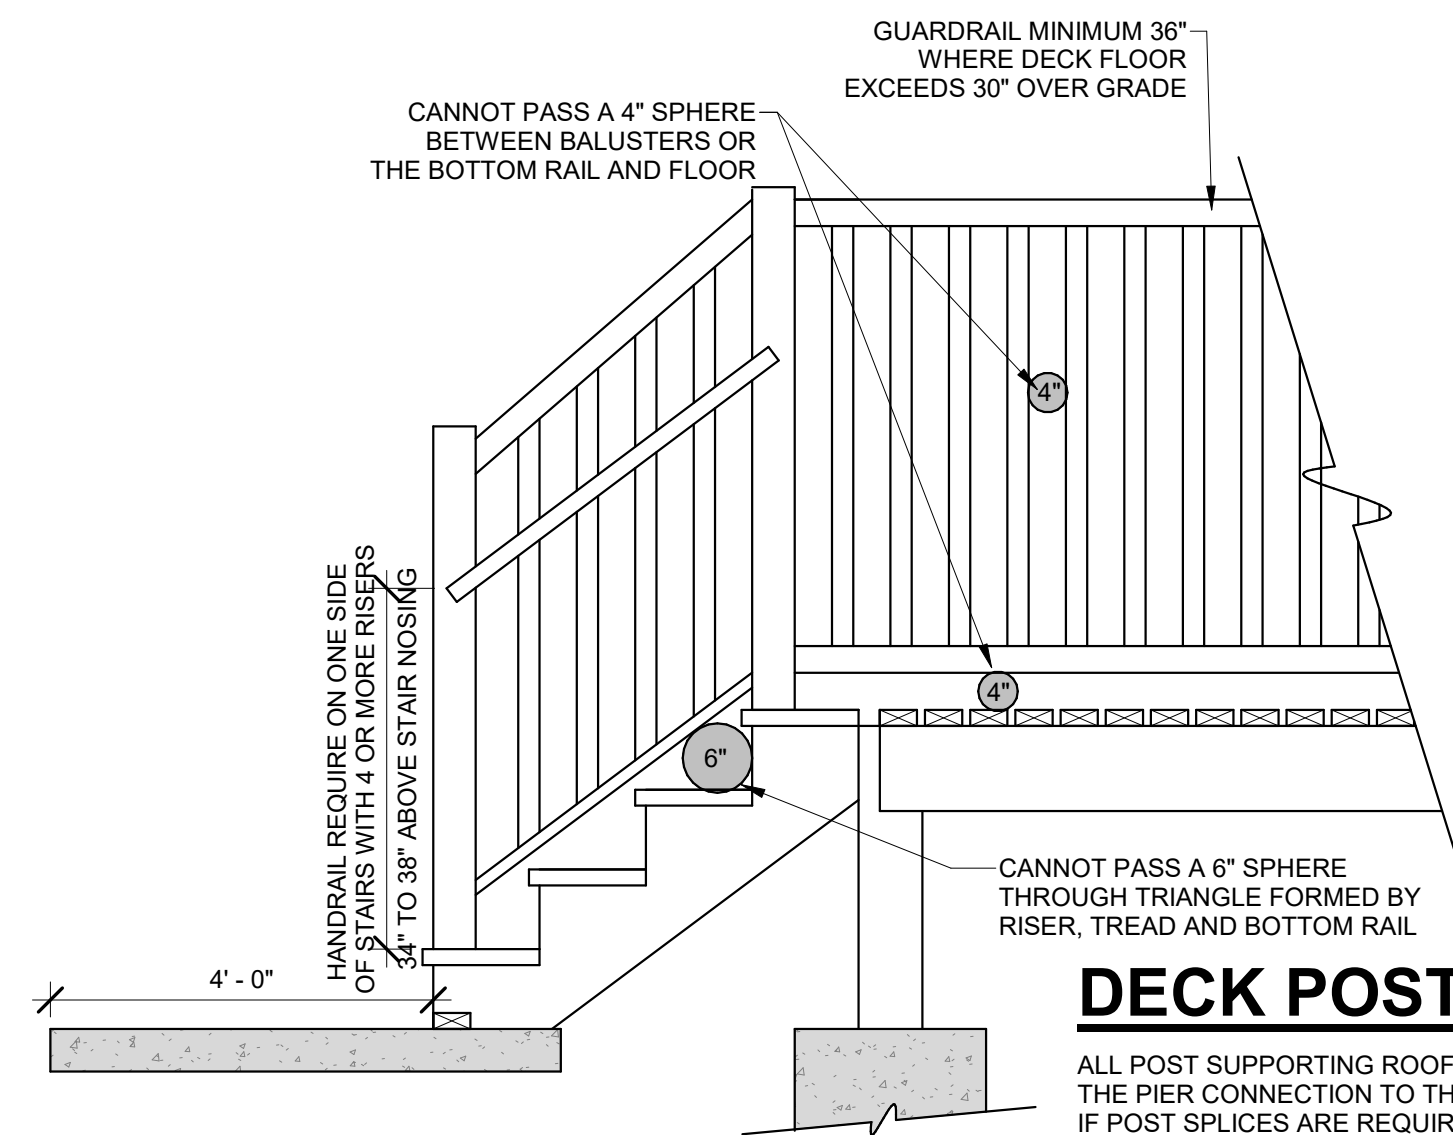 GUARDRAIL MINIMUM 36"
WHERE DECK FLOOR
EXCEEDS 30" OVER GRADE
CANNOT PASS A 4" SPHERE
BETWEEN BALUSTERS OR
THE BOTTOM RAIL AND FLOOR
4"
4"
6"
HANDRAIL REQUIRE ON ONE SIDE
OF STAIRS WITH 4 OR MORE RISERS
34" TO 38" ABOVE STAIR NOSING
CANNOT PASS A 6" SPHERE
THROUGH TRIANGLE FORMED BY
RISER, TREAD AND BOTTOM RAIL
4' - 0"
DECK POST
ALL POST SUPPORTING ROOF
THE PIER CONNECTION TO TH
IF POST SPLICES ARE REQUIR